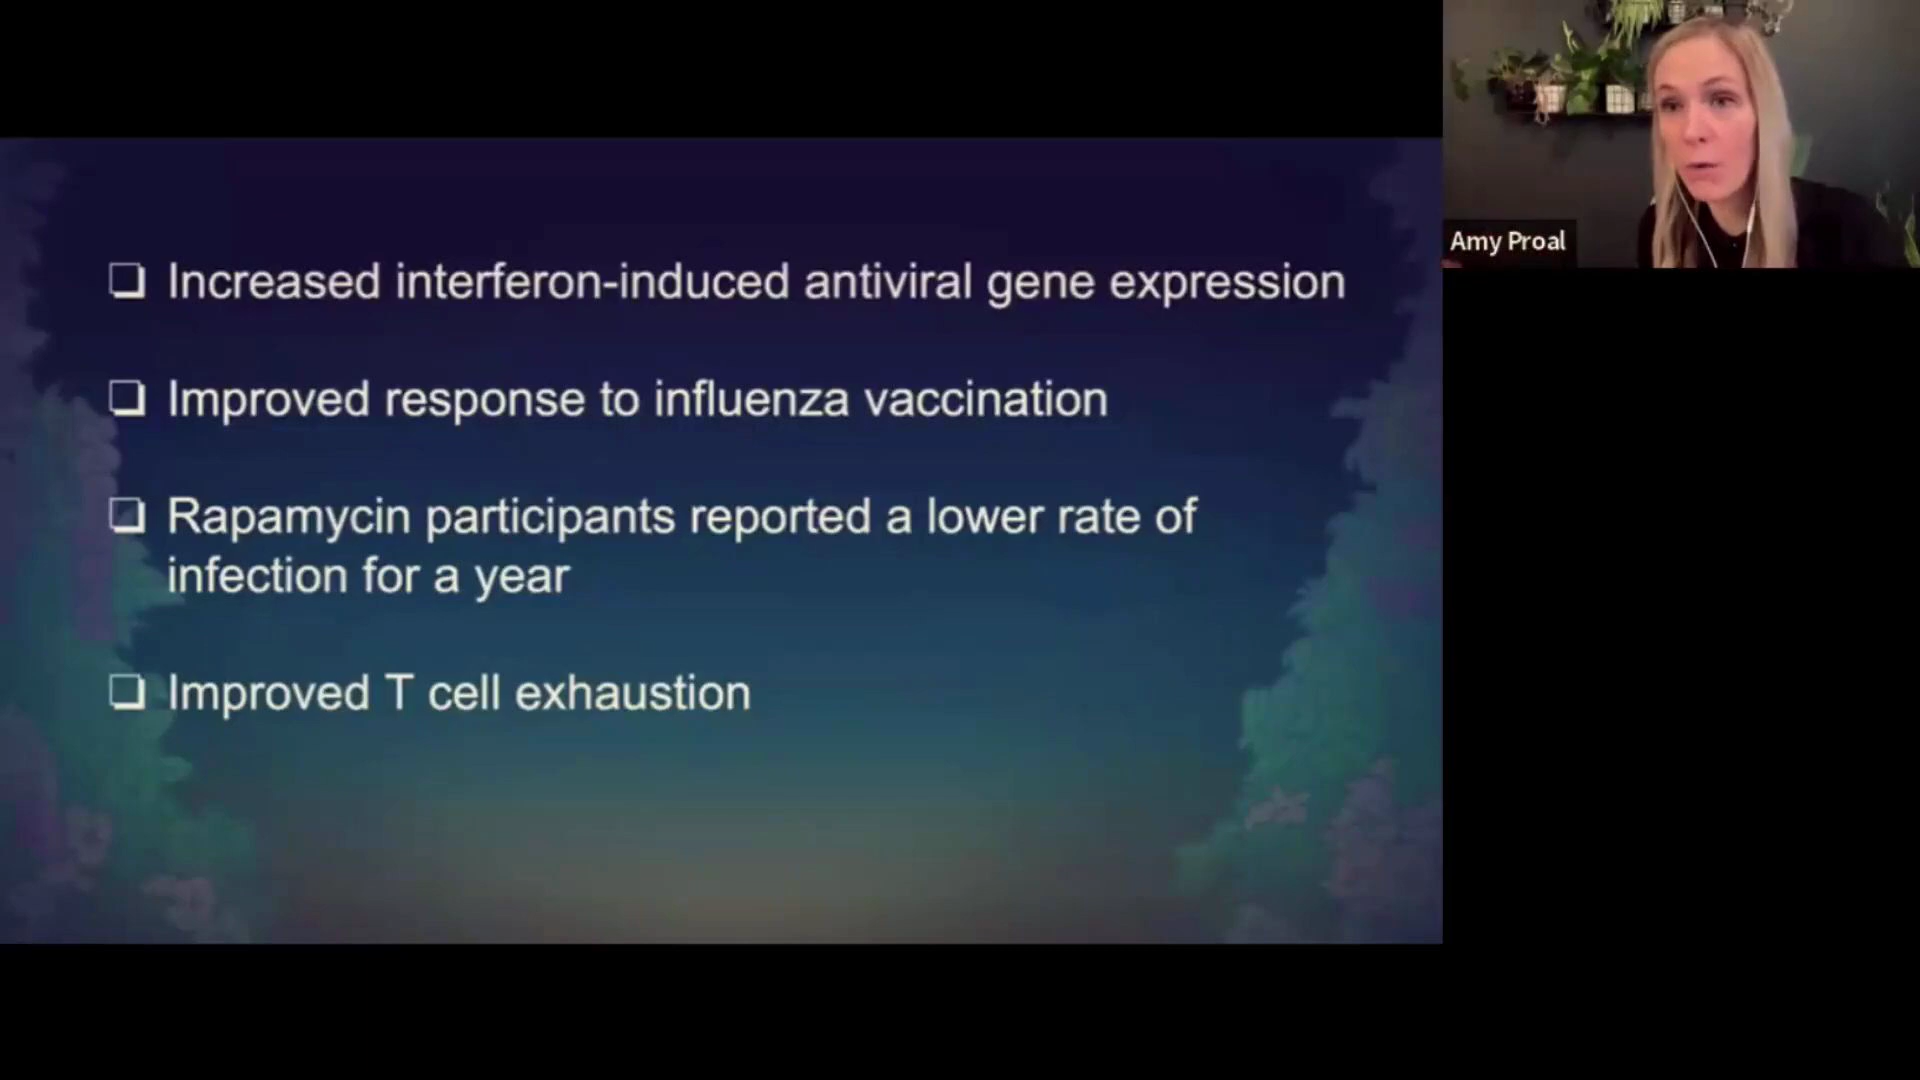 Increased interferon-induced antiviral gene expression
Improved response to influenza vaccination
Rapamycin participants reported a lower rate of
infection for a year
Improved T cell exhaustion
Amy Proal